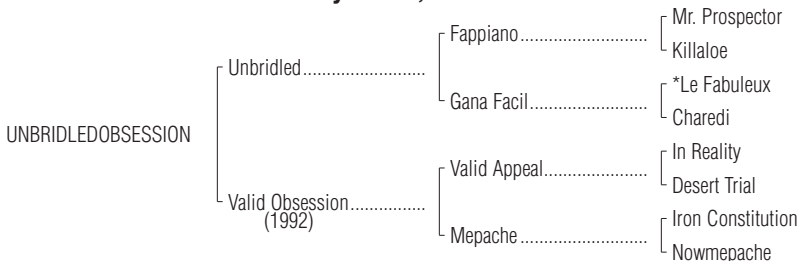 Mr. Prospector
Fappiano
Killaloe
Unbridled
*Le Fabuleux
Gana Facil
Charedi
UNBRIDLEDOBSESSION
In Reality
Valid Appeal
Desert Trial
Valid Obsession
(1992)
Iron Constitution
Mepache
Nowmepache